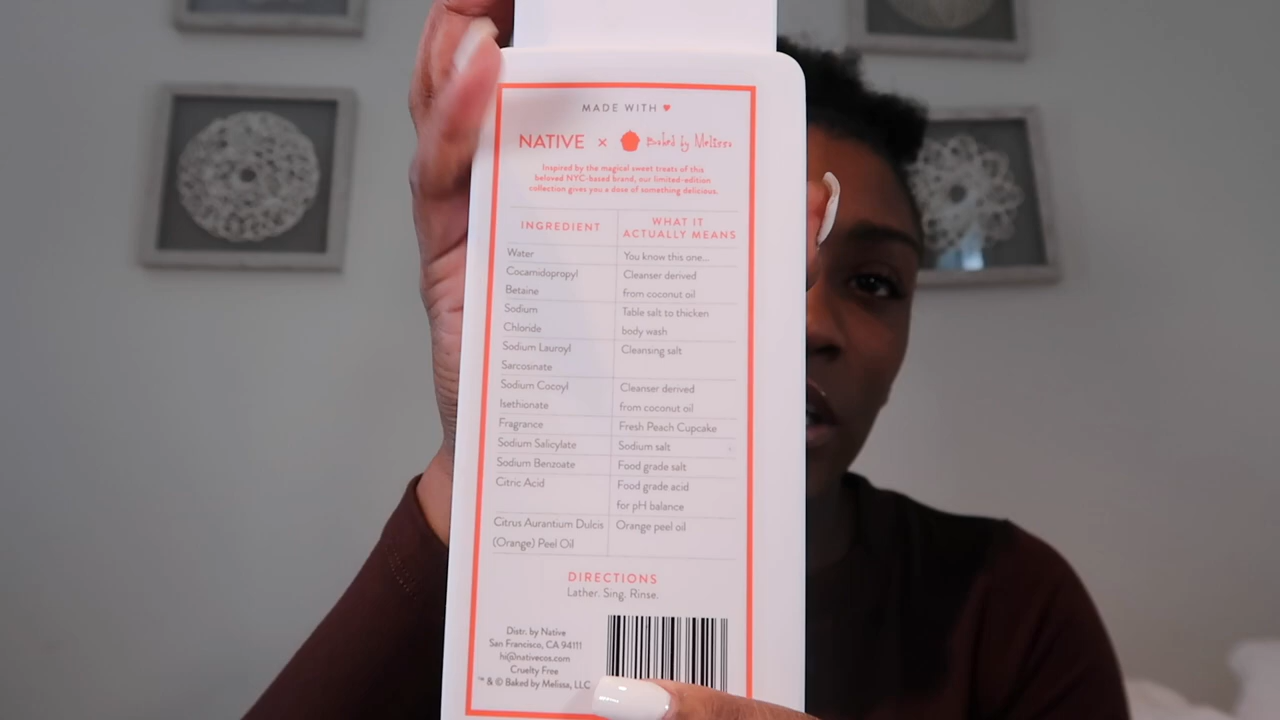 MADE WITH ♥
NATIVE × Baked by Melissa
Inspired by the magical sweet treats of this
beloved NYC-based brand, our limited-edition
collection gives you a dose of something delicious.
INGREDIENT
WHAT IT
ACTUALLY MEANS
Water
You know this one...
Cocamidopropyl
Betaine
Cleanser derived
from coconut oil
Sodium
Chloride
Table salt to thicken
body wash
Sodium Lauroyl
Sarcosinate
Cleansing salt
Sodium Cocoyl
Isethionate
Cleanser derived
from coconut oil
Fragrance
Fresh Peach Cupcake
Sodium Salicylate
Sodium salt
Sodium Benzoate
Food grade salt
Citric Acid
Food grade acid
for pH balance
Citrus Aurantium Dulcis
(Orange) Peel Oil
Orange peel oil
DIRECTIONS
Lather. Sing. Rinse.
Distr. by Native
San Francisco, CA 94111
hi@nativecos.com
Cruelty Free
™ & © Baked by Melissa, LLC